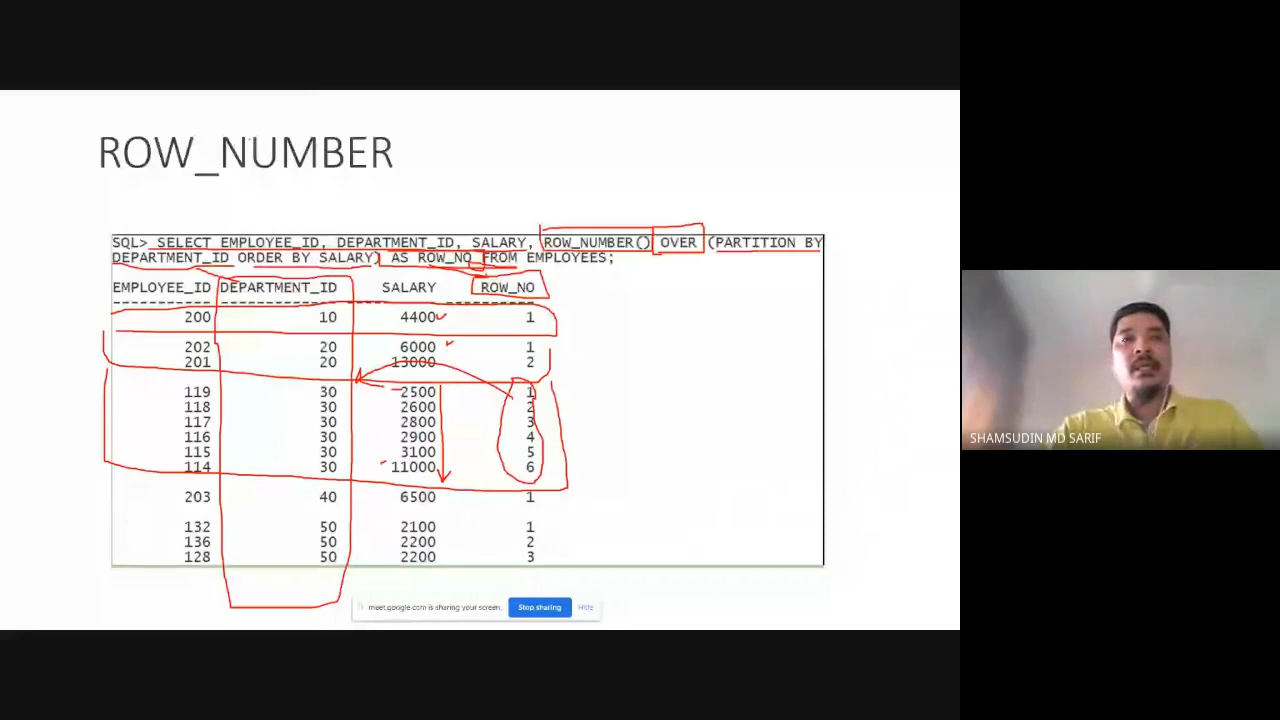 ROW_NUMBER
SQL> SELECT EMPLOYEE_ID, DEPARTMENT_ID, SALARY, ROW_NUMBER() OVER (PARTITION BY
DEPARTMENT_ID ORDER BY SALARY) AS ROW_NO FROM EMPLOYEES;
EMPLOYEE_ID DEPARTMENT_ID SALARY ROW_NO
200 10 4400 1
202 20 6000 1
201 20 13000 2
119 30 2500 1
118 30 2600 2
117 30 2800 3
116 30 2900 4
115 30 3100 5
114 30 11000 6
203 40 6500 1
132 50 2100 1
136 50 2200 2
128 50 2200 3
meet.google.com is sharing your screen. Stop sharing Hide
SHAMSUDIN MD SARIF